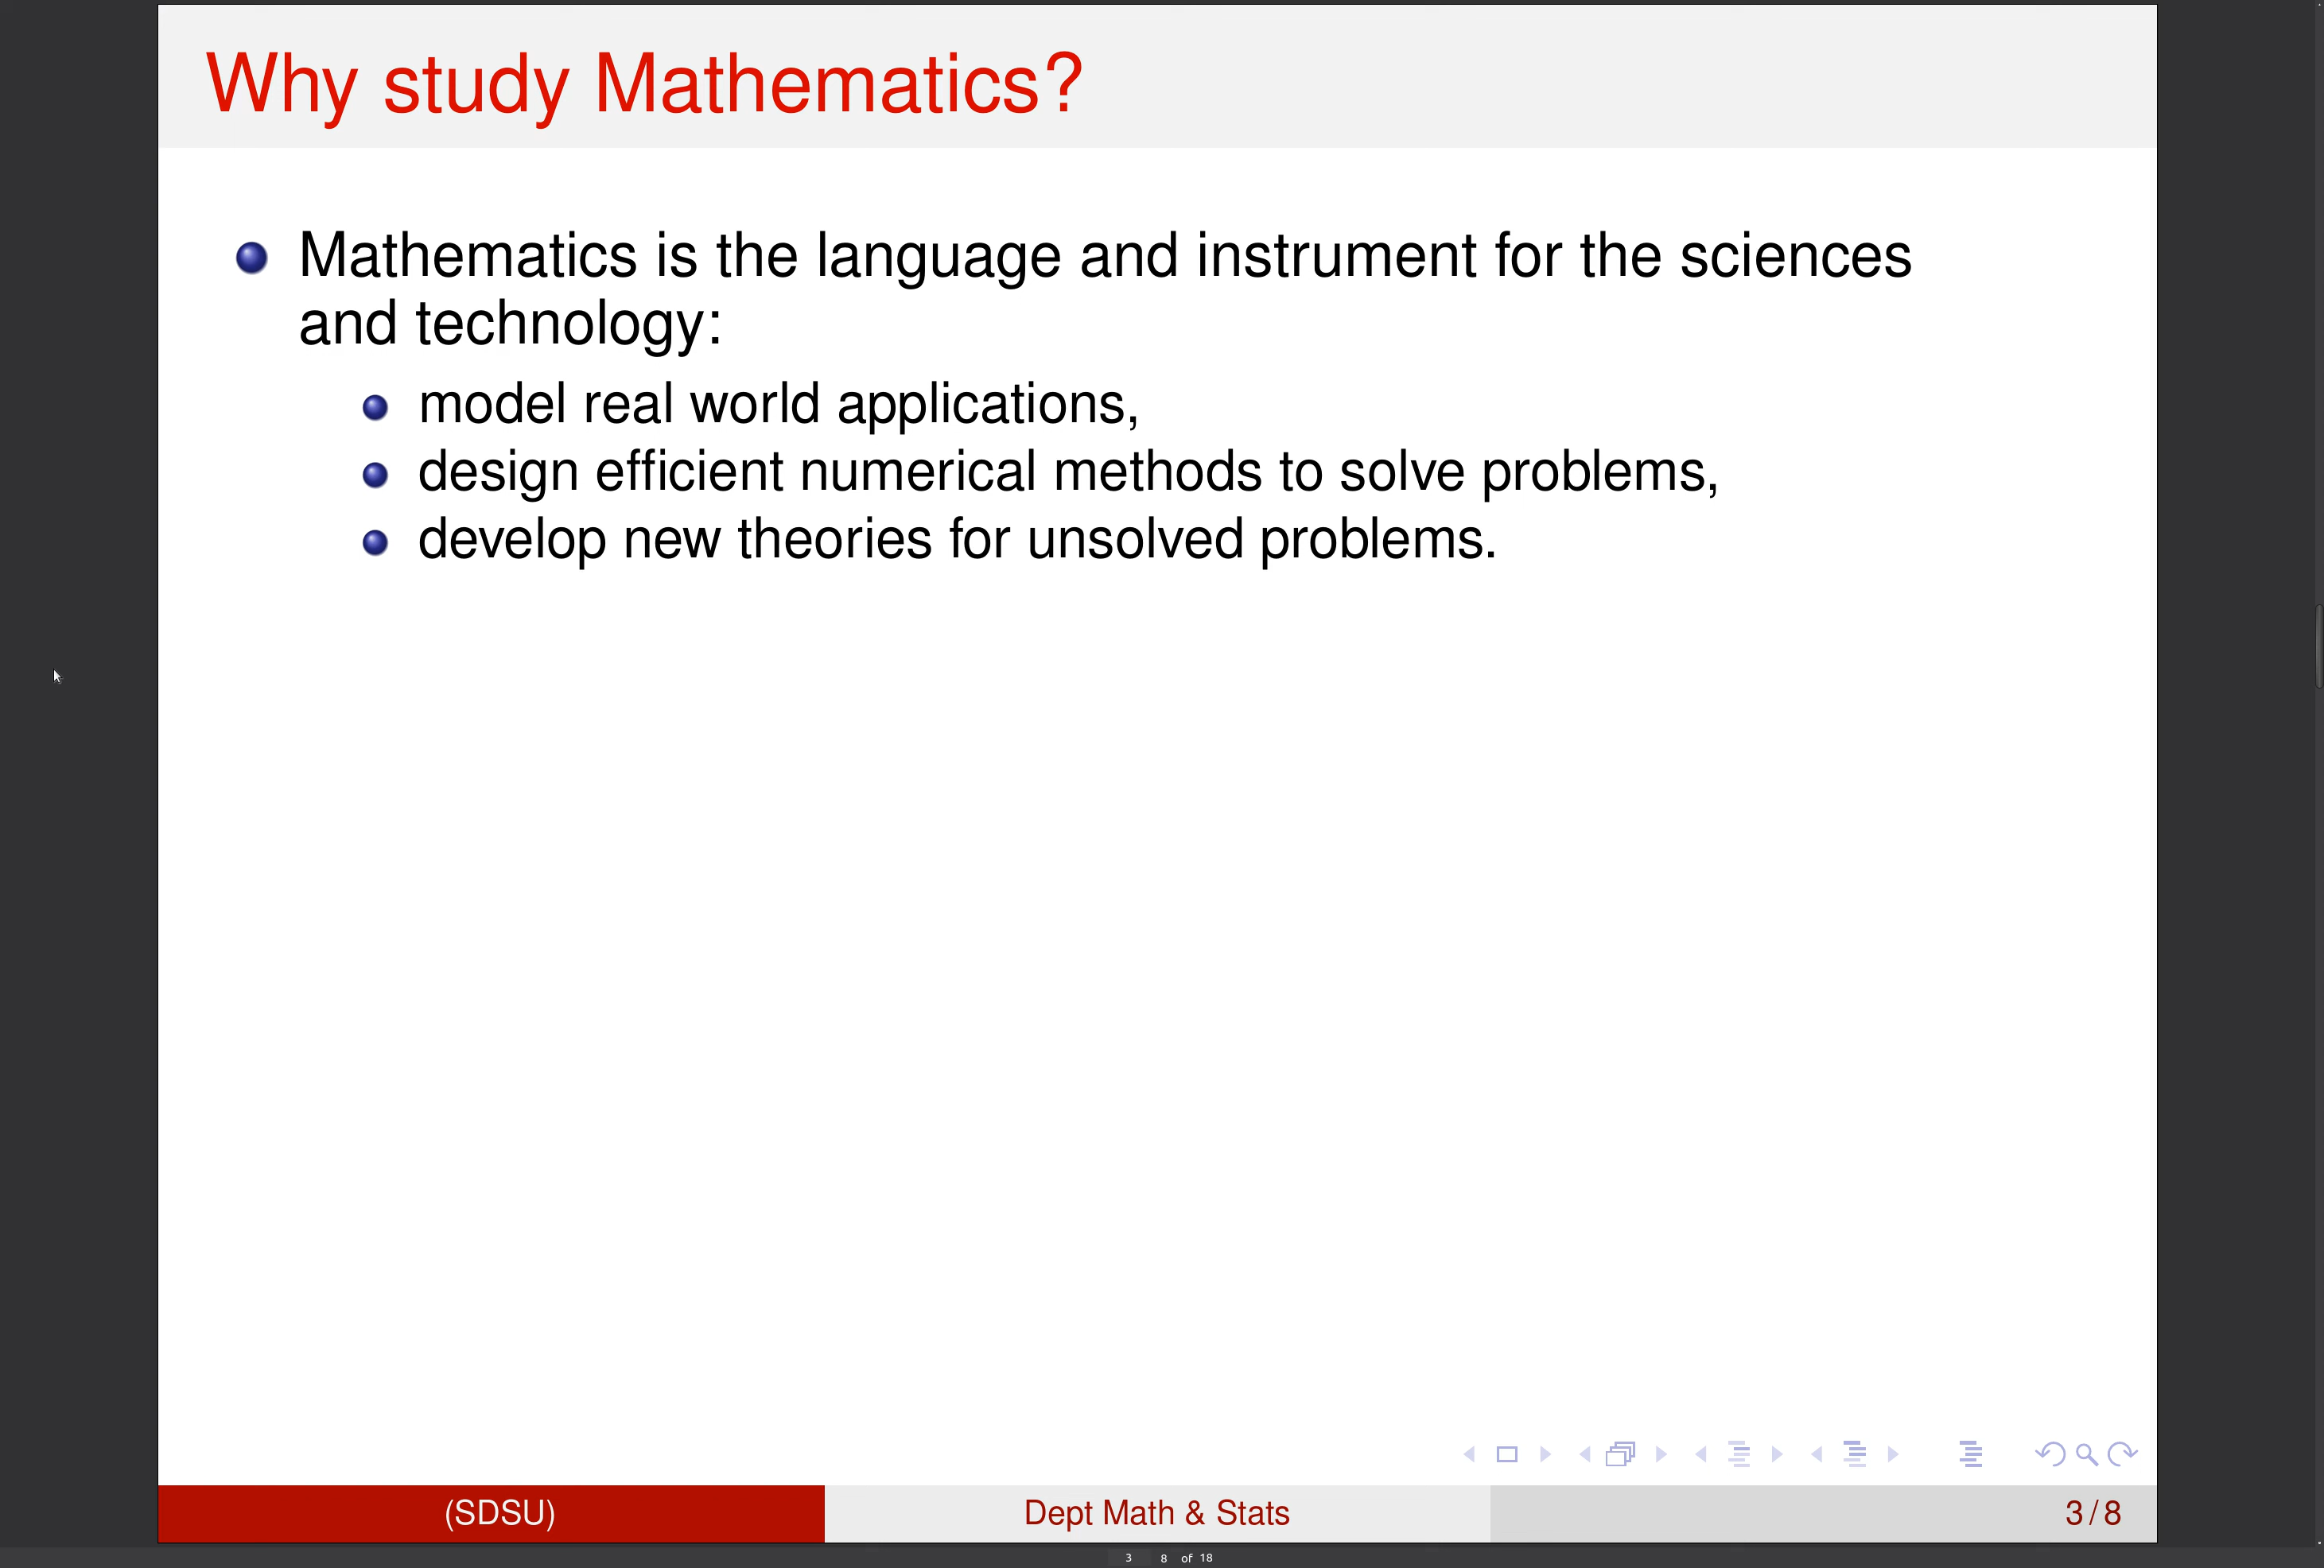 Why study Mathematics?
Mathematics is the language and instrument for the sciences
and technology:
model real world applications,
design efficient numerical methods to solve problems,
develop new theories for unsolved problems.
(SDSU)
Dept Math & Stats
3/8
3 8 of 18